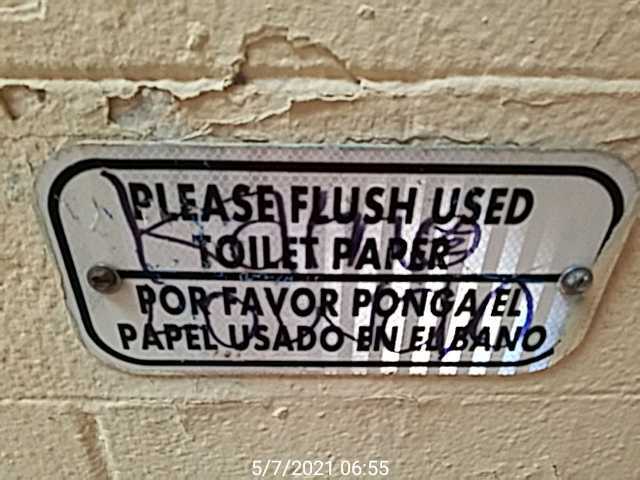 PLEASE FLUSH USED
TOILET PAPER
POR FAVOR PONGA EL
PAPEL USADO EN EL BANO
5/7/2021 06:55